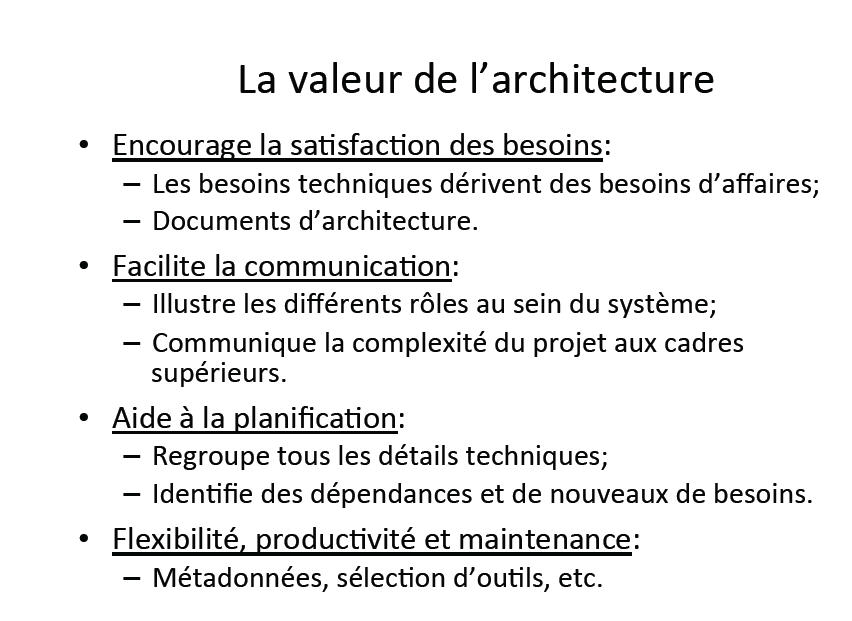 La valeur de l’architecture
• Encourage la satisfaction des besoins:
– Les besoins techniques dérivent des besoins d’affaires;
– Documents d’architecture.
• Facilite la communication:
– Illustre les différents rôles au sein du système;
– Communique la complexité du projet aux cadres
supérieurs.
• Aide à la planification:
– Regroupe tous les détails techniques;
– Identifie des dépendances et de nouveaux de besoins.
• Flexibilité, productivité et maintenance:
– Métadonnées, sélection d’outils, etc.